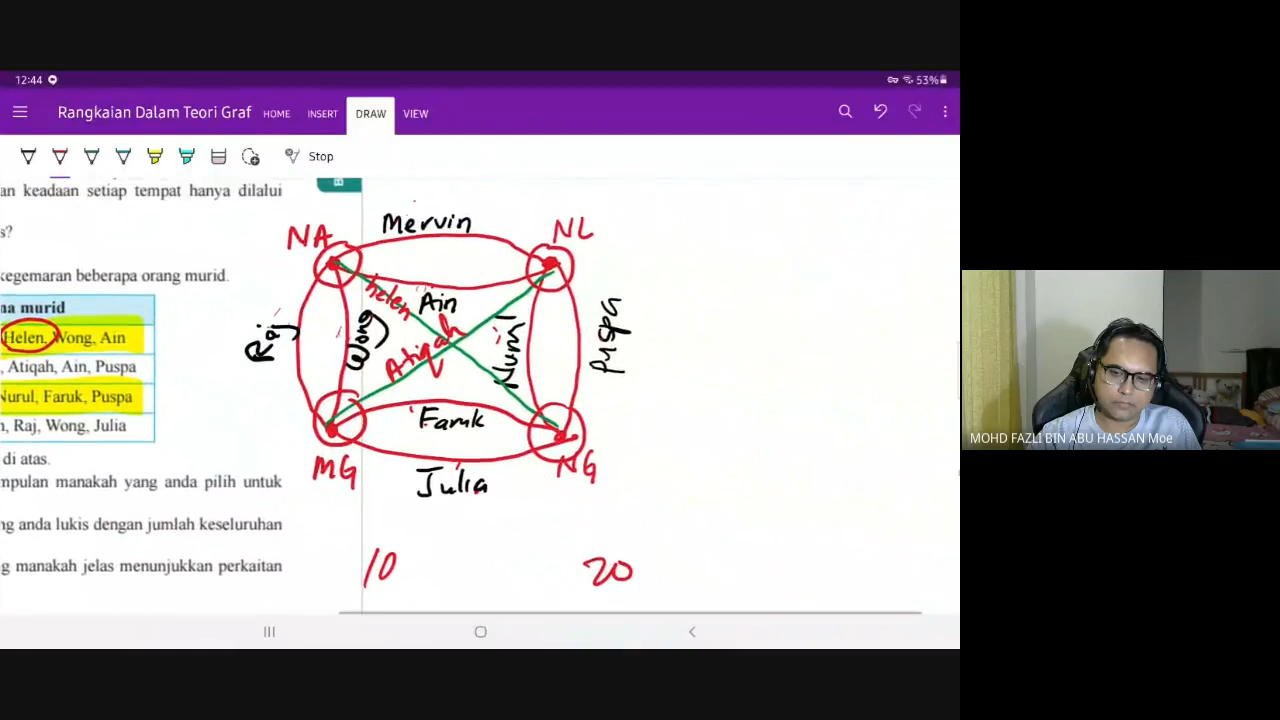 12:44
53%
Rangkaian Dalam Teori Graf
HOME
INSERT
DRAW
VIEW
Stop
an keadaan setiap tempat hanya dilalui
s?
kegemaran beberapa orang murid.
na murid
Helen, Wong, Ain
, Atiqah, Ain, Puspa
Nurul, Faruk, Puspa
n, Raj, Wong, Julia
di atas.
mpulan manakah yang anda pilih untuk
ng anda lukis dengan jumlah keseluruhan
g manakah jelas menunjukkan perkaitan
B
Mervin
NA
NL
helen
Ain
Raj
Wong
Atiqah
Nurul
Puspa
Faruk
MG
NG
Julia
10
20
MOHD FAZLI BIN ABU HASSAN Moe